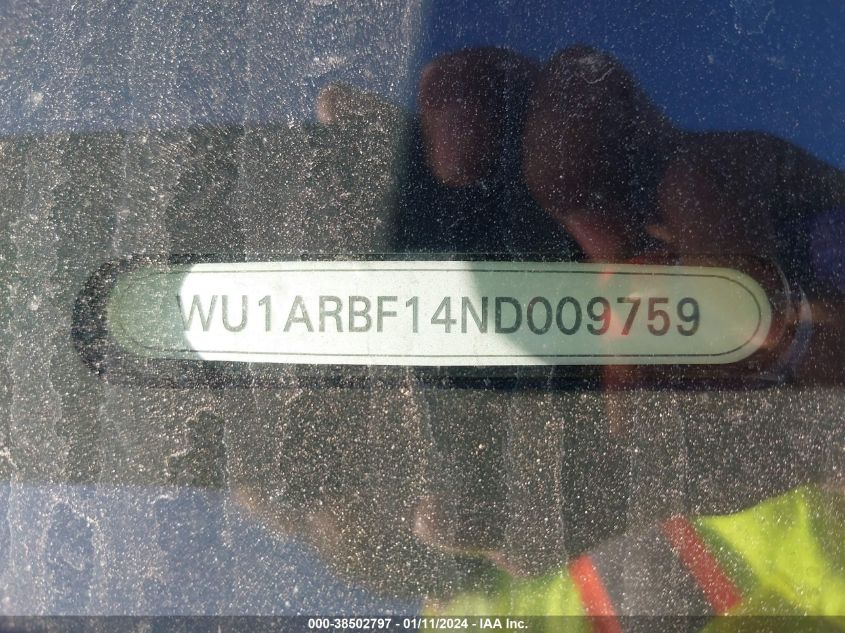 WU1ARBF14ND009759
000-38502797 - 01/11/2024 - IAA Inc.